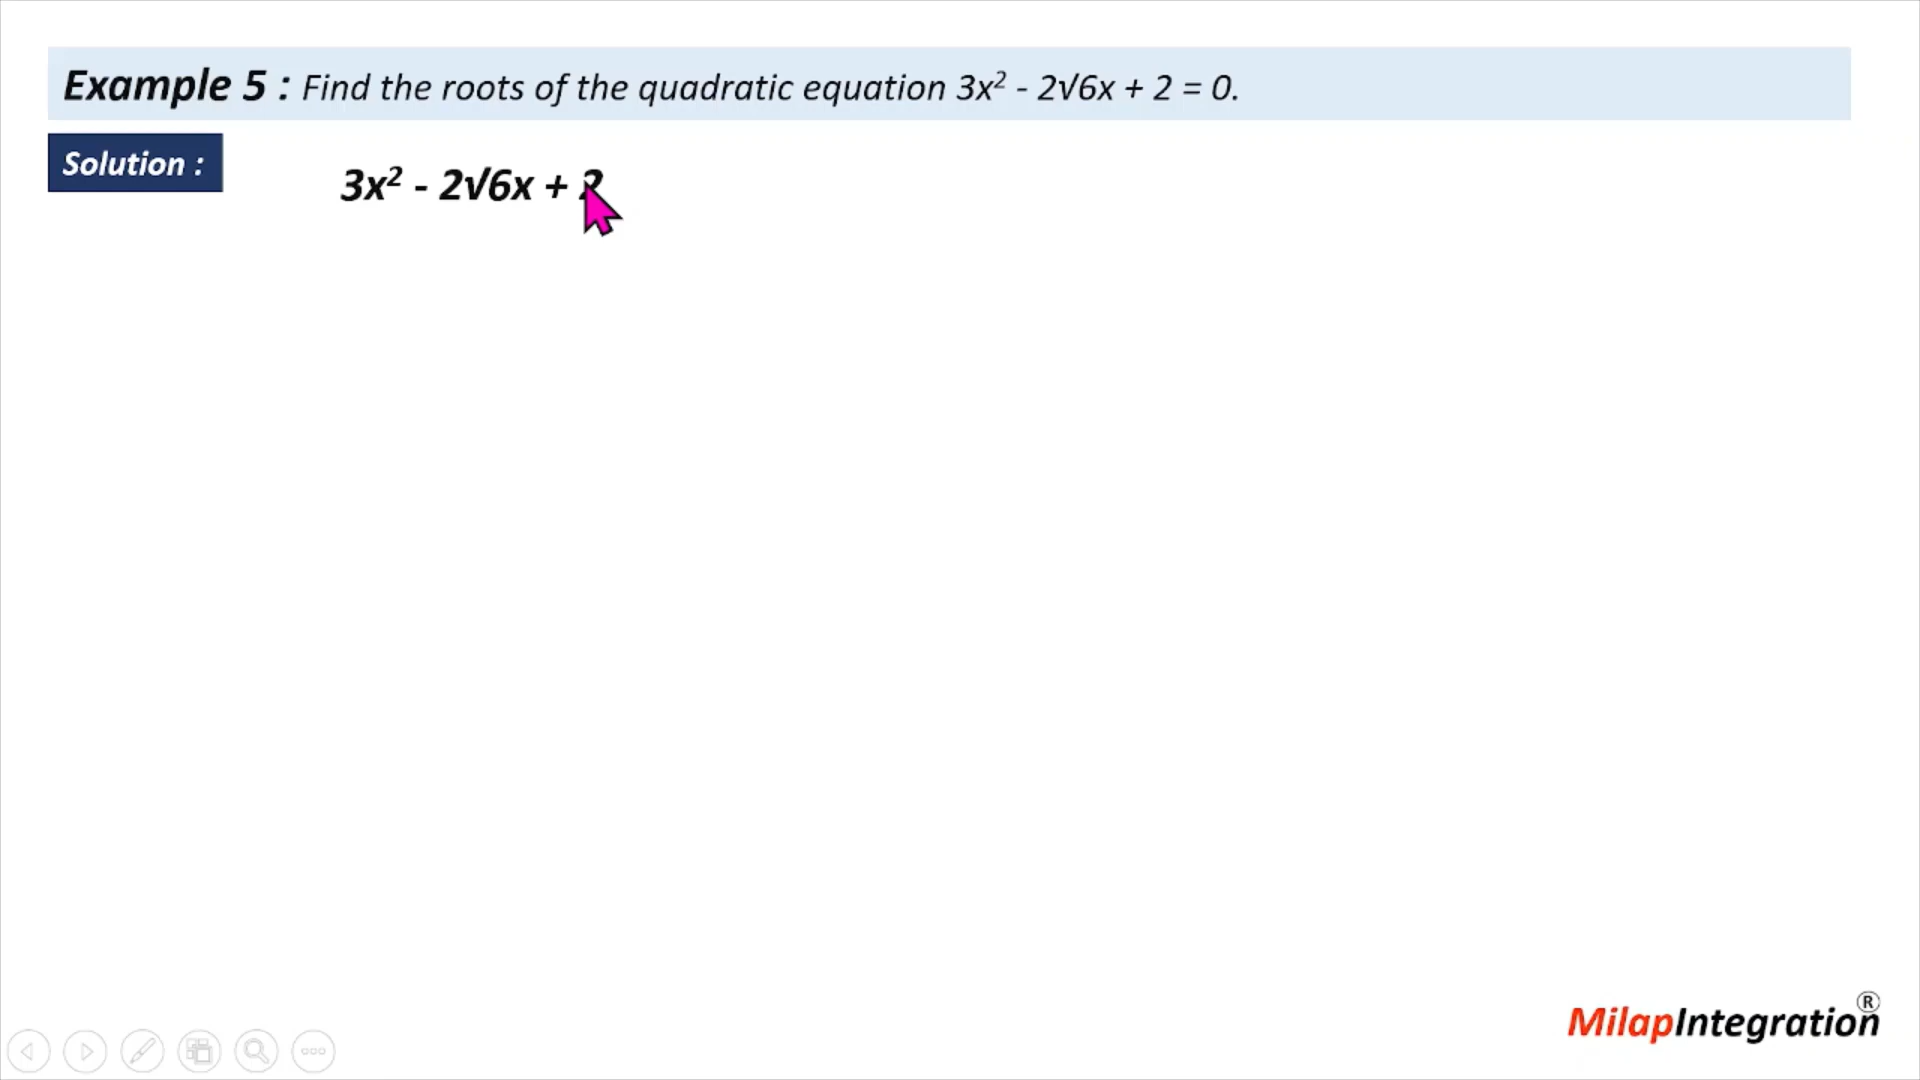 Example 5 : Find the roots of the quadratic equation 3x² - 2√6x + 2 = 0.
Solution :
3x² - 2√6x + 2
MilapIntegration®